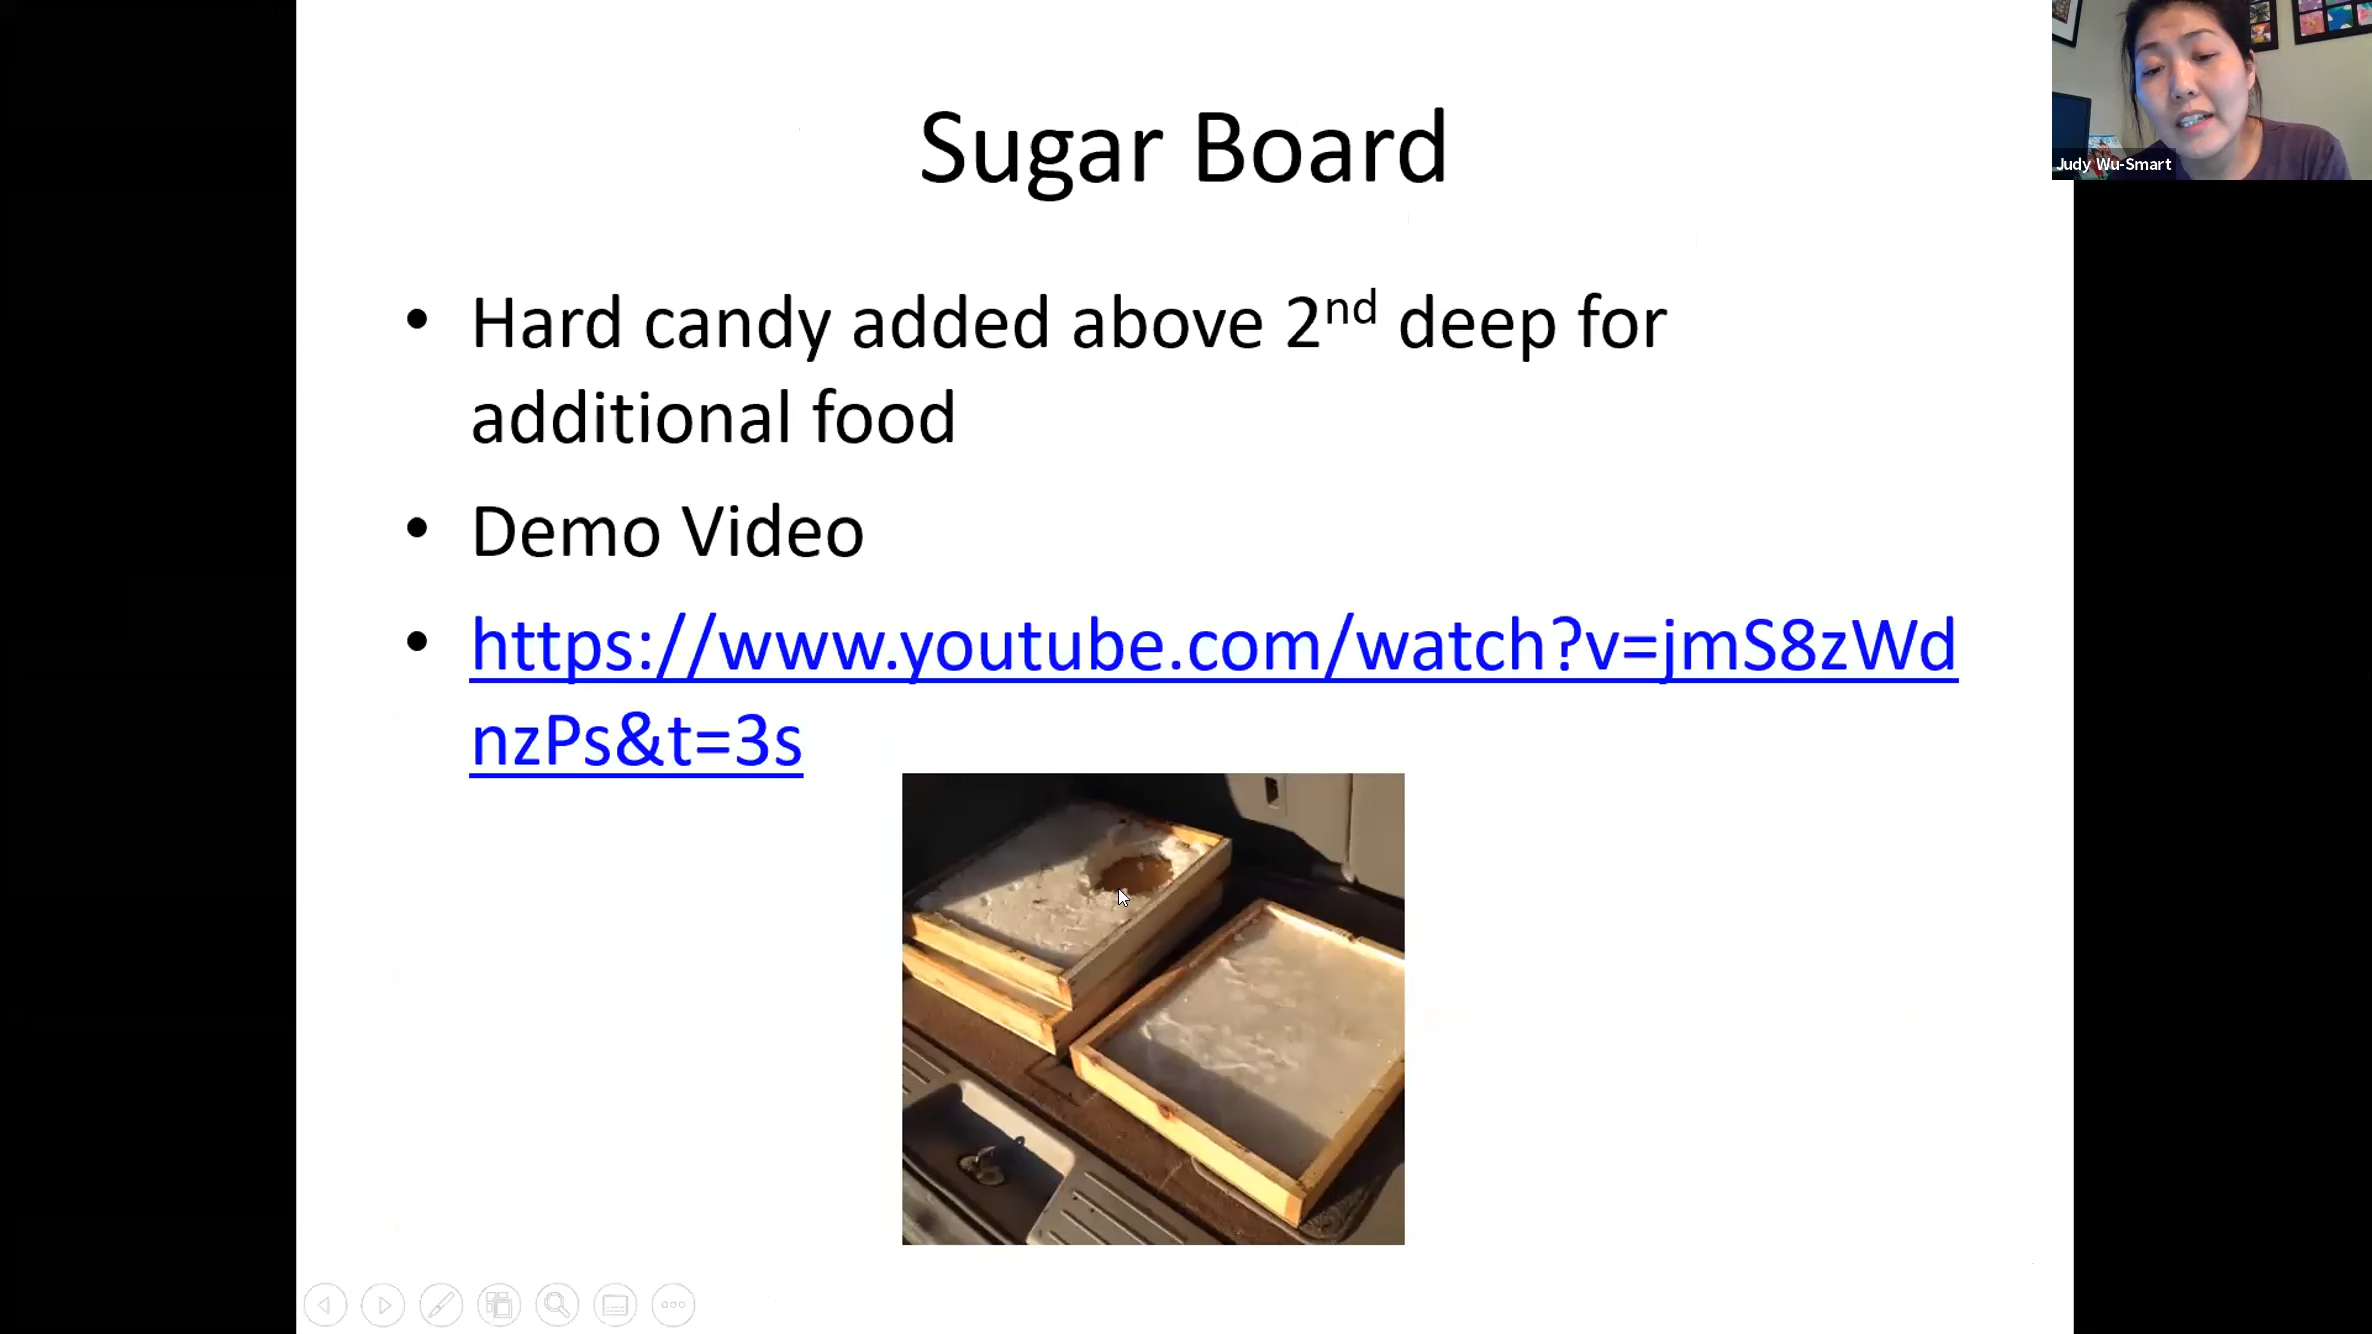 Sugar Board
Judy Wu-Smart
• Hard candy added above 2nd deep for
additional food
• Demo Video
• https://www.youtube.com/watch?v=jmS8zWd
nzPs&t=3s